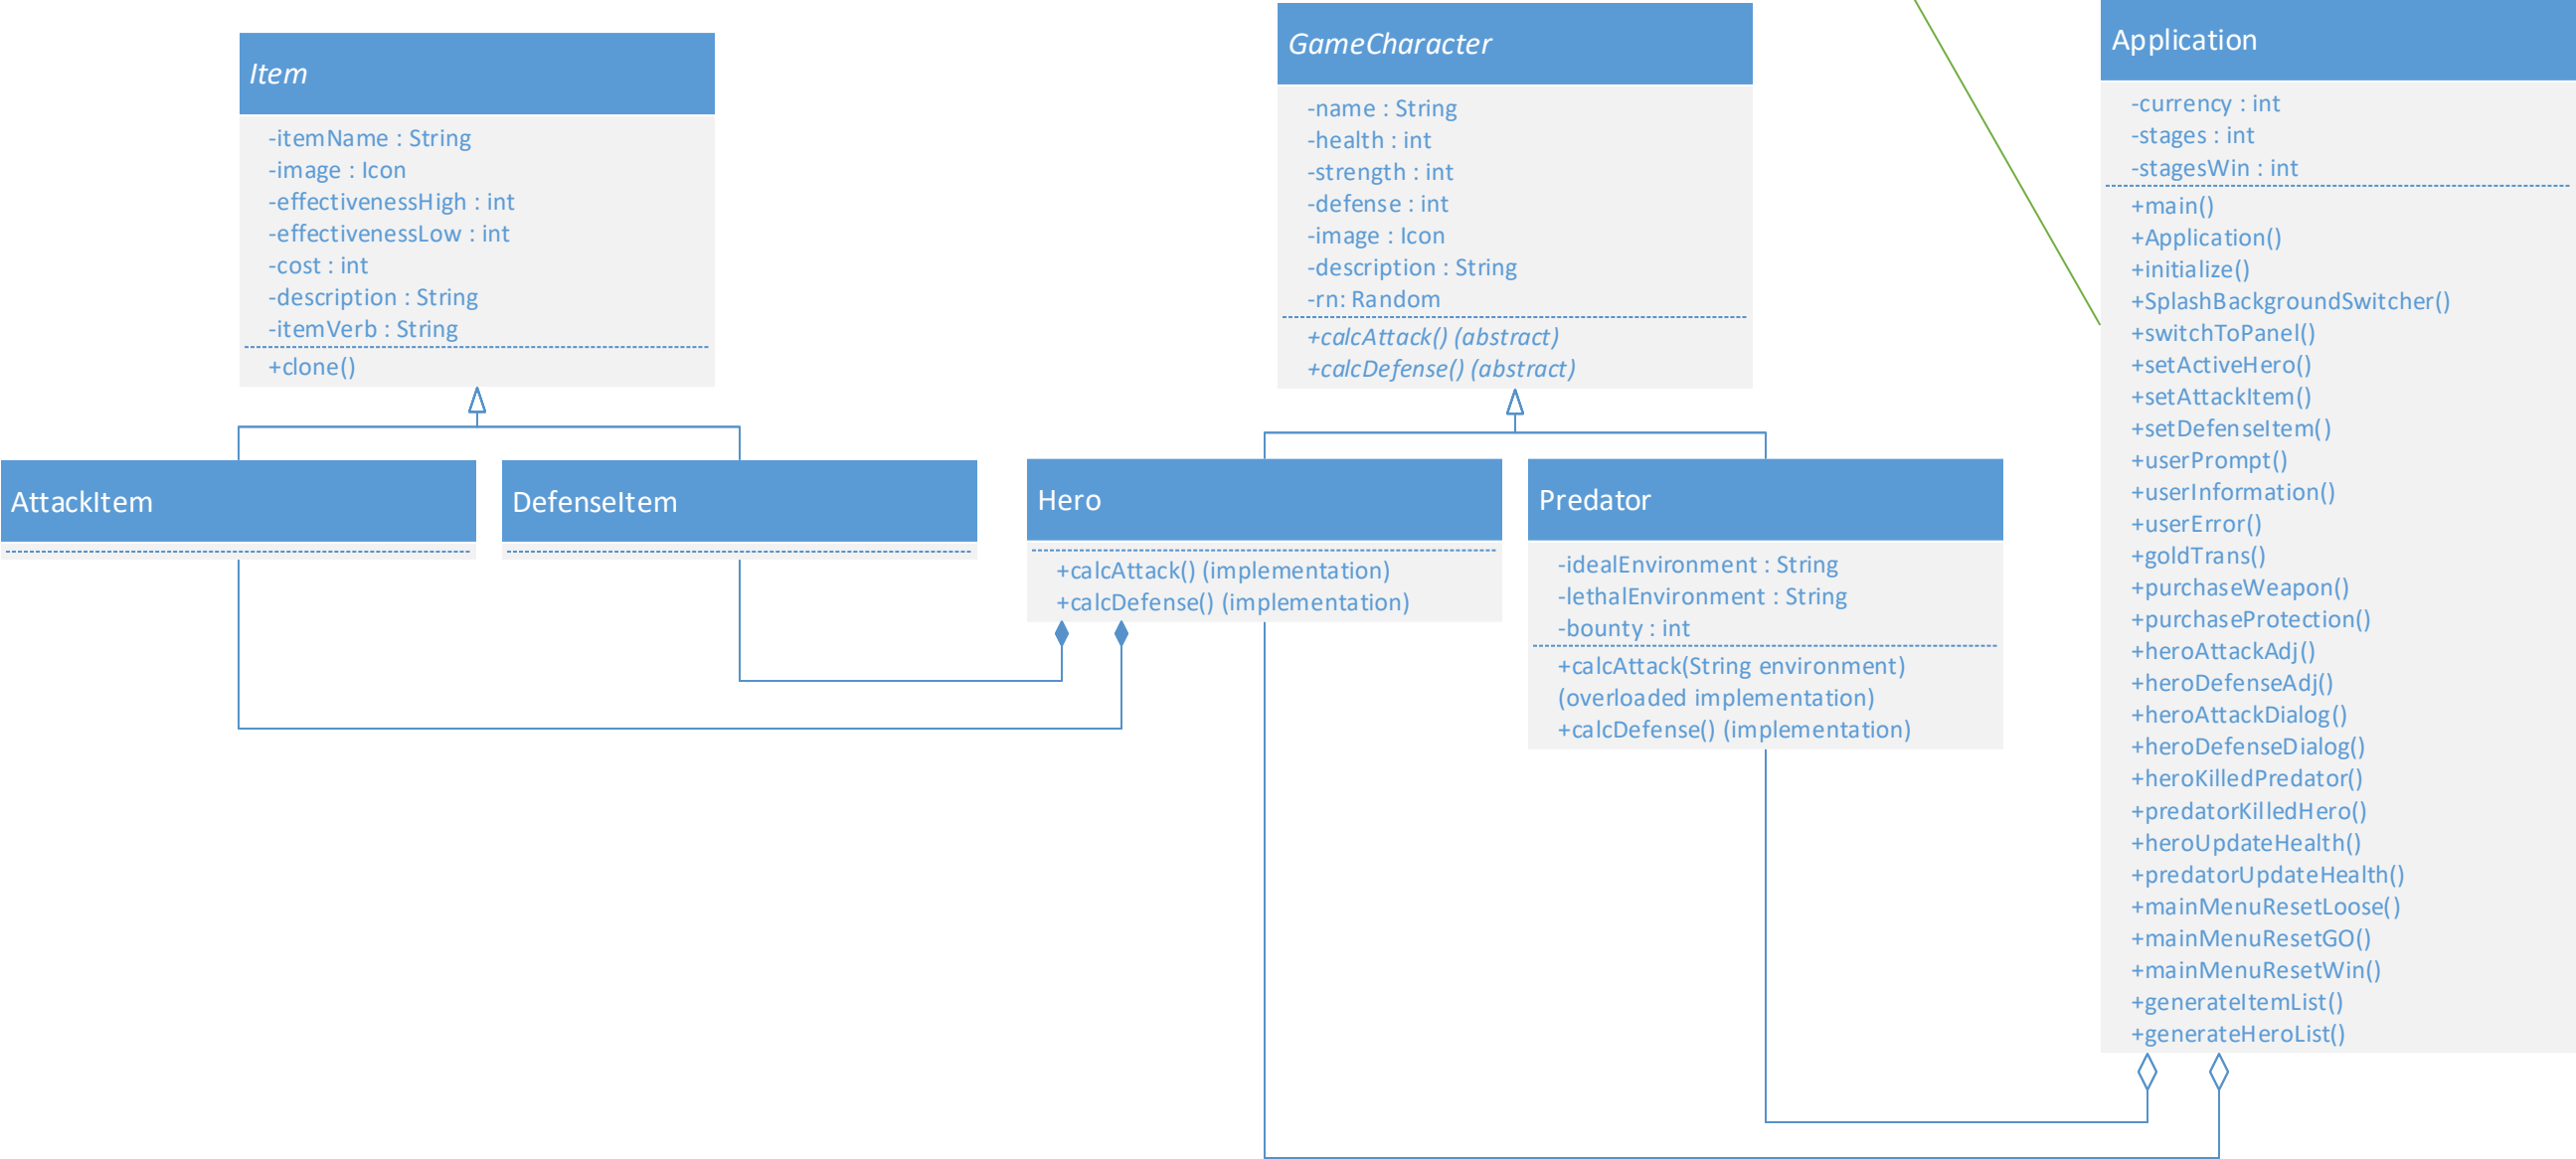 Item
-itemName : String
-image : Icon
-effectivenessHigh : int
-effectivenessLow : int
-cost : int
-description : String
-itemVerb : String
+clone()
AttackItem
DefenseItem
GameCharacter
-name : String
-health : int
-strength : int
-defense : int
-image : Icon
-description : String
-rn: Random
+calcAttack() (abstract)
+calcDefense() (abstract)
Hero
+calcAttack() (implementation)
+calcDefense() (implementation)
Predator
-idealEnvironment : String
-lethalEnvironment : String
-bounty : int
+calcAttack(String environment)
(overloaded implementation)
+calcDefense() (implementation)
Application
-currency : int
-stages : int
-stagesWin : int
+main()
+Application()
+initialize()
+SplashBackgroundSwitcher()
+switchToPanel()
+setActiveHero()
+setAttackItem()
+setDefenseItem()
+userPrompt()
+userInformation()
+userError()
+goldTrans()
+purchaseWeapon()
+purchaseProtection()
+heroAttackAdj()
+heroDefenseAdj()
+heroAttackDialog()
+heroDefenseDialog()
+heroKilledPredator()
+predatorKilledHero()
+heroUpdateHealth()
+predatorUpdateHealth()
+mainMenuResetLoose()
+mainMenuResetGO()
+mainMenuResetWin()
+generateItemList()
+generateHeroList()